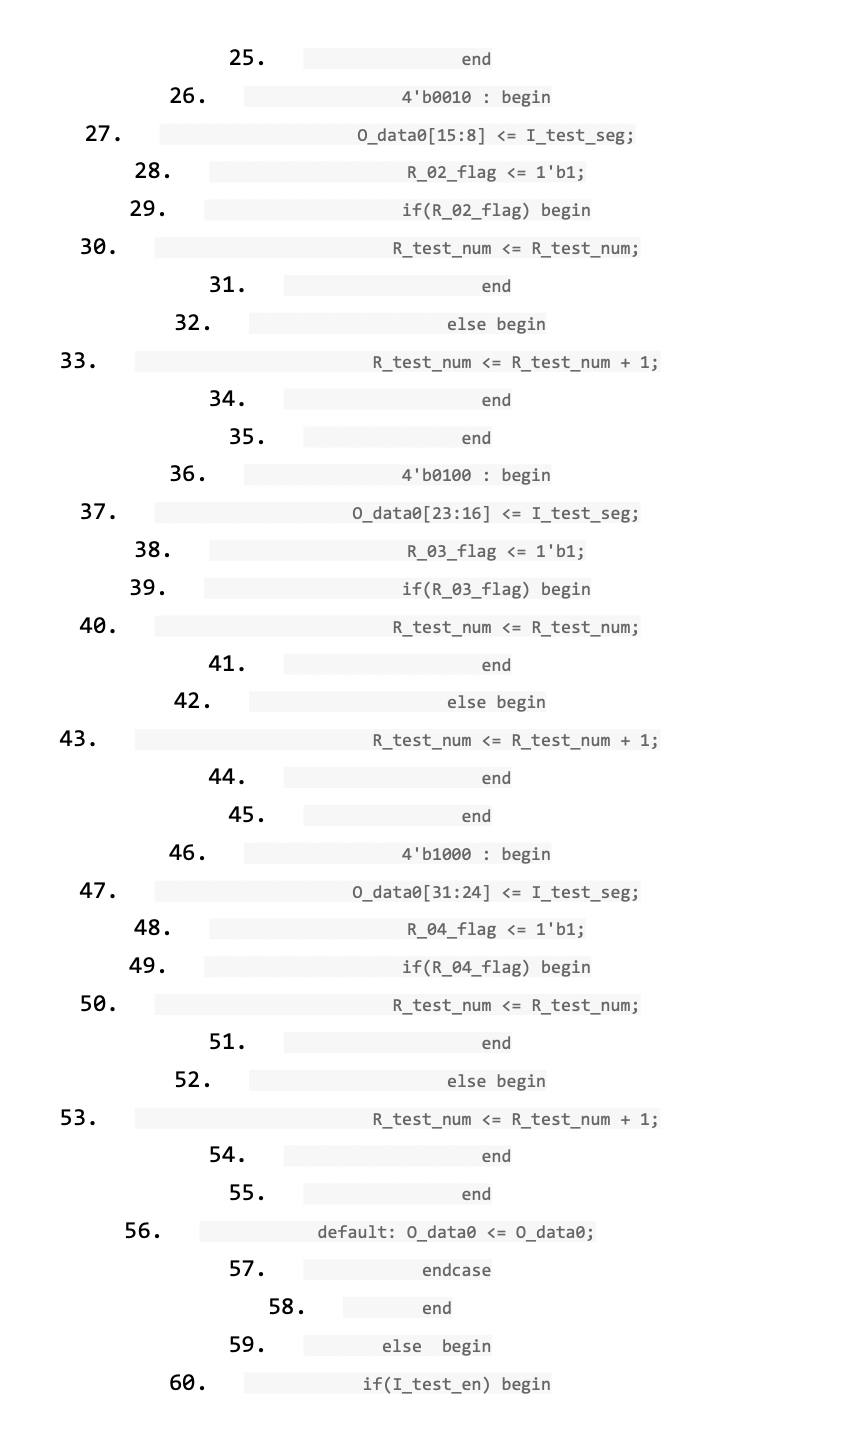 25. end
26. 4'b0010 : begin
27. O_data0[15:8] <= I_test_seg;
28. R_02_flag <= 1'b1;
29. if(R_02_flag) begin
30. R_test_num <= R_test_num;
31. end
32. else begin
33. R_test_num <= R_test_num + 1;
34. end
35. end
36. 4'b0100 : begin
37. O_data0[23:16] <= I_test_seg;
38. R_03_flag <= 1'b1;
39. if(R_03_flag) begin
40. R_test_num <= R_test_num;
41. end
42. else begin
43. R_test_num <= R_test_num + 1;
44. end
45. end
46. 4'b1000 : begin
47. O_data0[31:24] <= I_test_seg;
48. R_04_flag <= 1'b1;
49. if(R_04_flag) begin
50. R_test_num <= R_test_num;
51. end
52. else begin
53. R_test_num <= R_test_num + 1;
54. end
55. end
56. default: O_data0 <= O_data0;
57. endcase
58. end
59. else  begin
60. if(I_test_en) begin